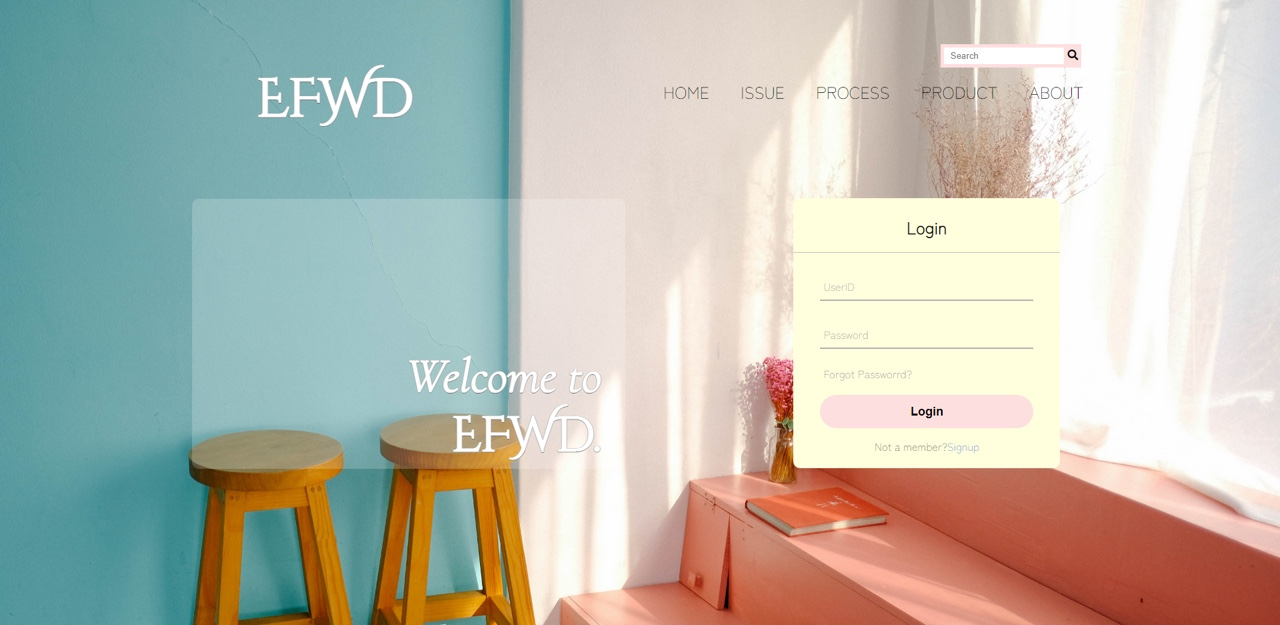 Search
EFWD
HOME ISSUE PROCESS PRODUCT ABOUT
Login
UserID
Password
Forgot Passworrd?
Login
Not a member?Signup
Welcome to
EFWD.